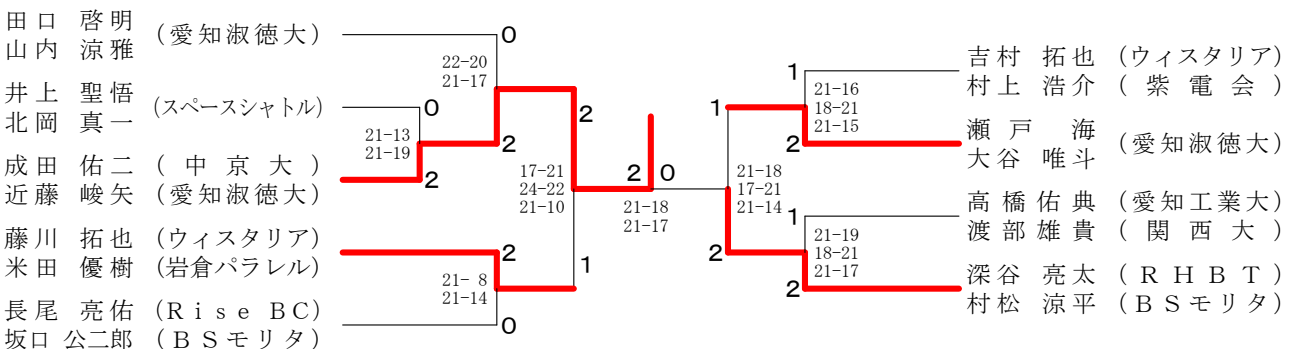 田口 啓明 (愛知淑徳大)
山内 涼雅
井上 聖悟 (スペースシャトル)
北岡 真一
成田 佑二 (中京大)
近藤 峻矢 (愛知淑徳大)
藤川 拓也 (ウィスタリア)
米田 優樹 (岩倉パラレル)
長尾 亮佑 (Rise BC)
坂口 公二郎 (BSモリタ)
0
22-20
21-17
2
0
21-13
21-19
2
2
17-21
24-22
21-10
1
2
21- 8
21-14
0
2 0
21-18
21-17
1
21-18
17-21
21-14
2
1
21-16
18-21
21-15
2
1
21-19
18-21
21-17
2
吉村 拓也 (ウィスタリア)
村上 浩介 (紫電会)
瀬戸 海 (愛知淑徳大)
大谷 唯斗
高橋佑典 (愛知工業大)
渡部雄貴 (関西大)
深谷 亮太 (RHBT)
村松 涼平 (BSモリタ)